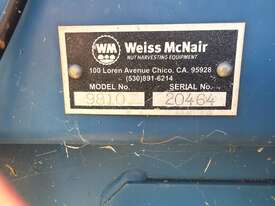 WM Weiss McNair
NUT HARVESTING EQUIPMENT
100 Loren Avenue Chico, CA. 95928
(530)891-6214
MODEL No. SERIAL No.
9810 20464